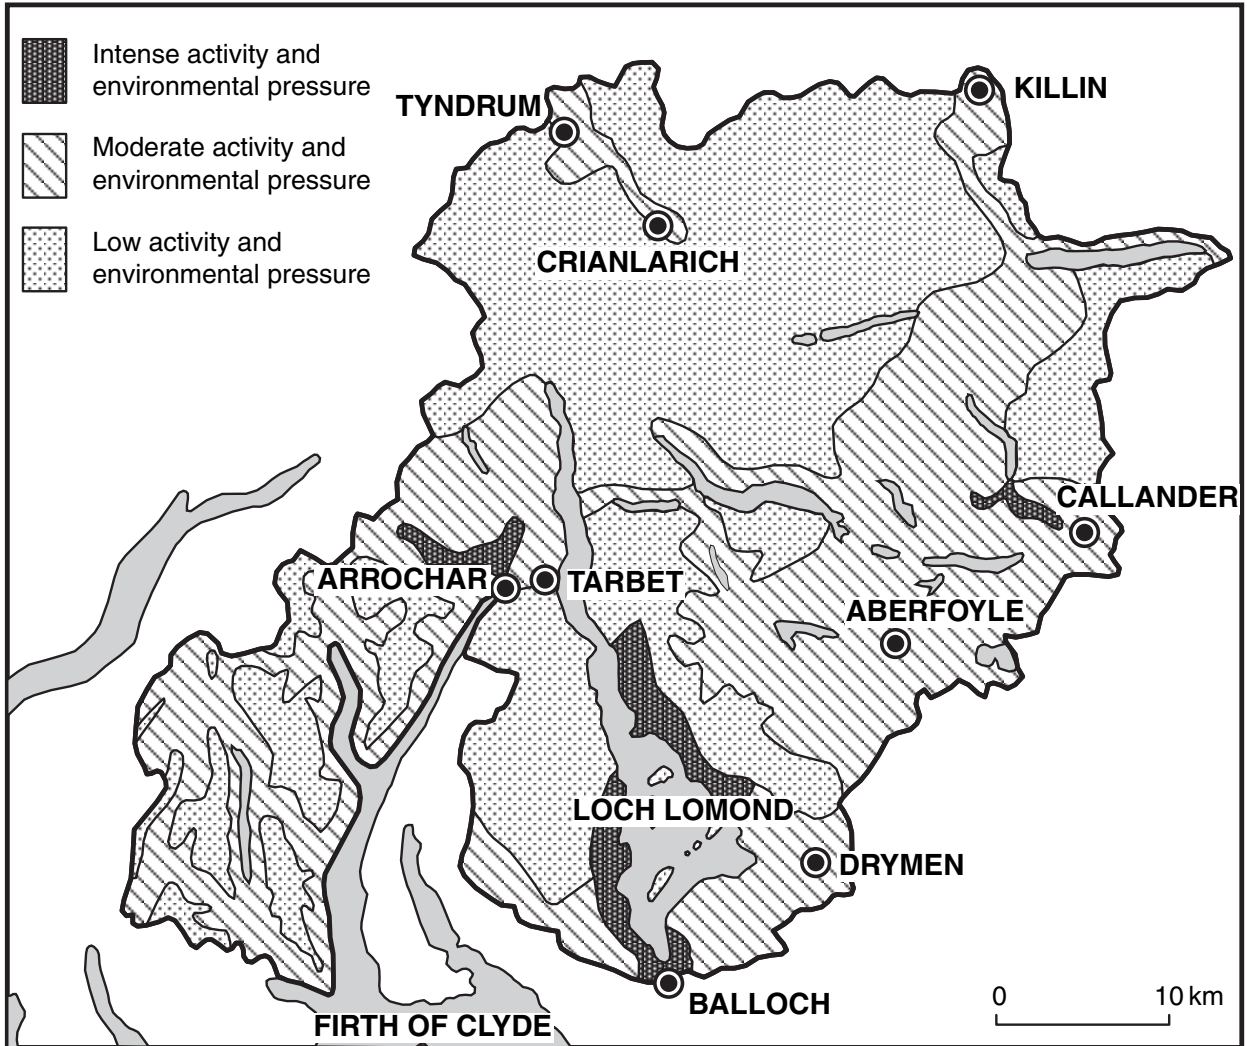 Intense activity and
environmental pressure
Moderate activity and
environmental pressure
Low activity and
environmental pressure
TYNDRUM
KILLIN
CRIANLARICH
CALLANDER
ARROCHAR
TARBET
ABERFOYLE
LOCH LOMOND
DRYMEN
BALLOCH
0 10 km
FIRTH OF CLYDE